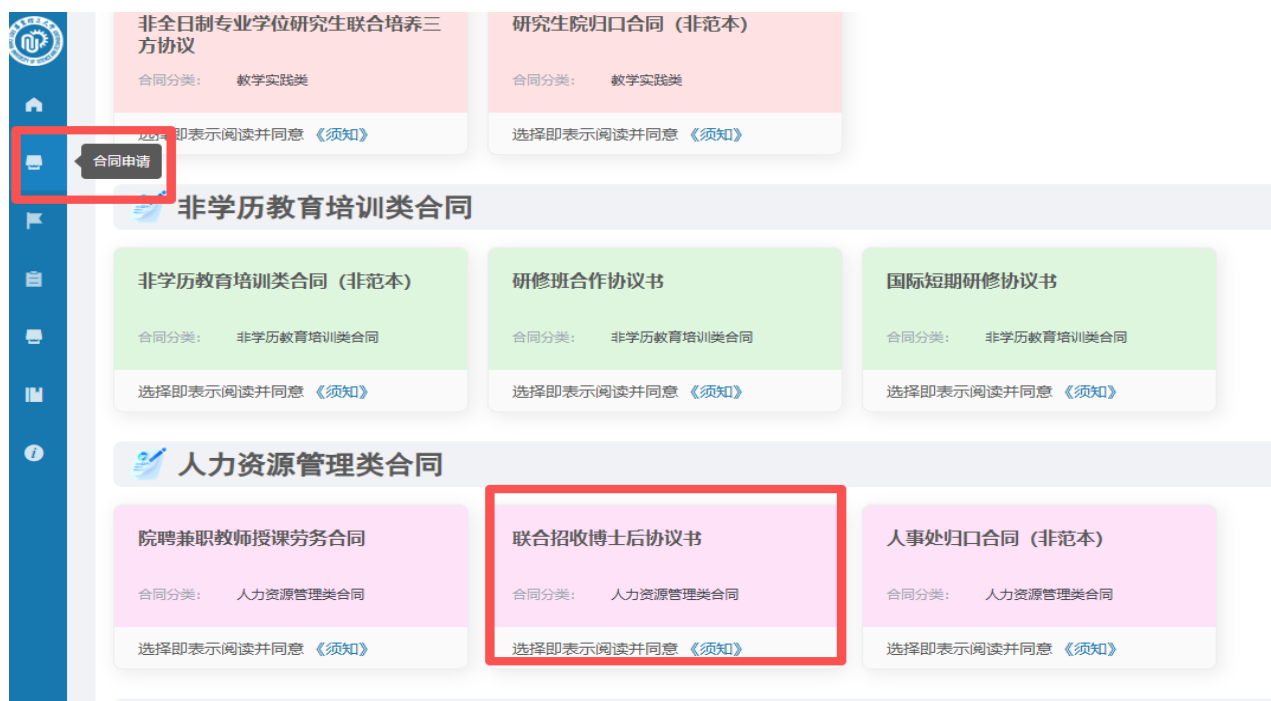 非全日制专业学位研究生联合培养三
方协议
合同分类： 教学实践类
选择即表示阅读并同意 《须知》
研究生院归口合同（非范本）
合同分类： 教学实践类
选择即表示阅读并同意 《须知》
合同申请
非学历教育培训类合同
非学历教育培训类合同（非范本）
合同分类： 非学历教育培训类合同
选择即表示阅读并同意 《须知》
研修班合作协议书
合同分类： 非学历教育培训类合同
选择即表示阅读并同意 《须知》
国际短期研修协议书
合同分类： 非学历教育培训类合同
选择即表示阅读并同意 《须知》
人力资源管理类合同
院聘兼职教师授课劳务合同
合同分类： 人力资源管理类合同
选择即表示阅读并同意 《须知》
联合招收博士后协议书
合同分类： 人力资源管理类合同
选择即表示阅读并同意 《须知》
人事处归口合同（非范本）
合同分类： 人力资源管理类合同
选择即表示阅读并同意 《须知》